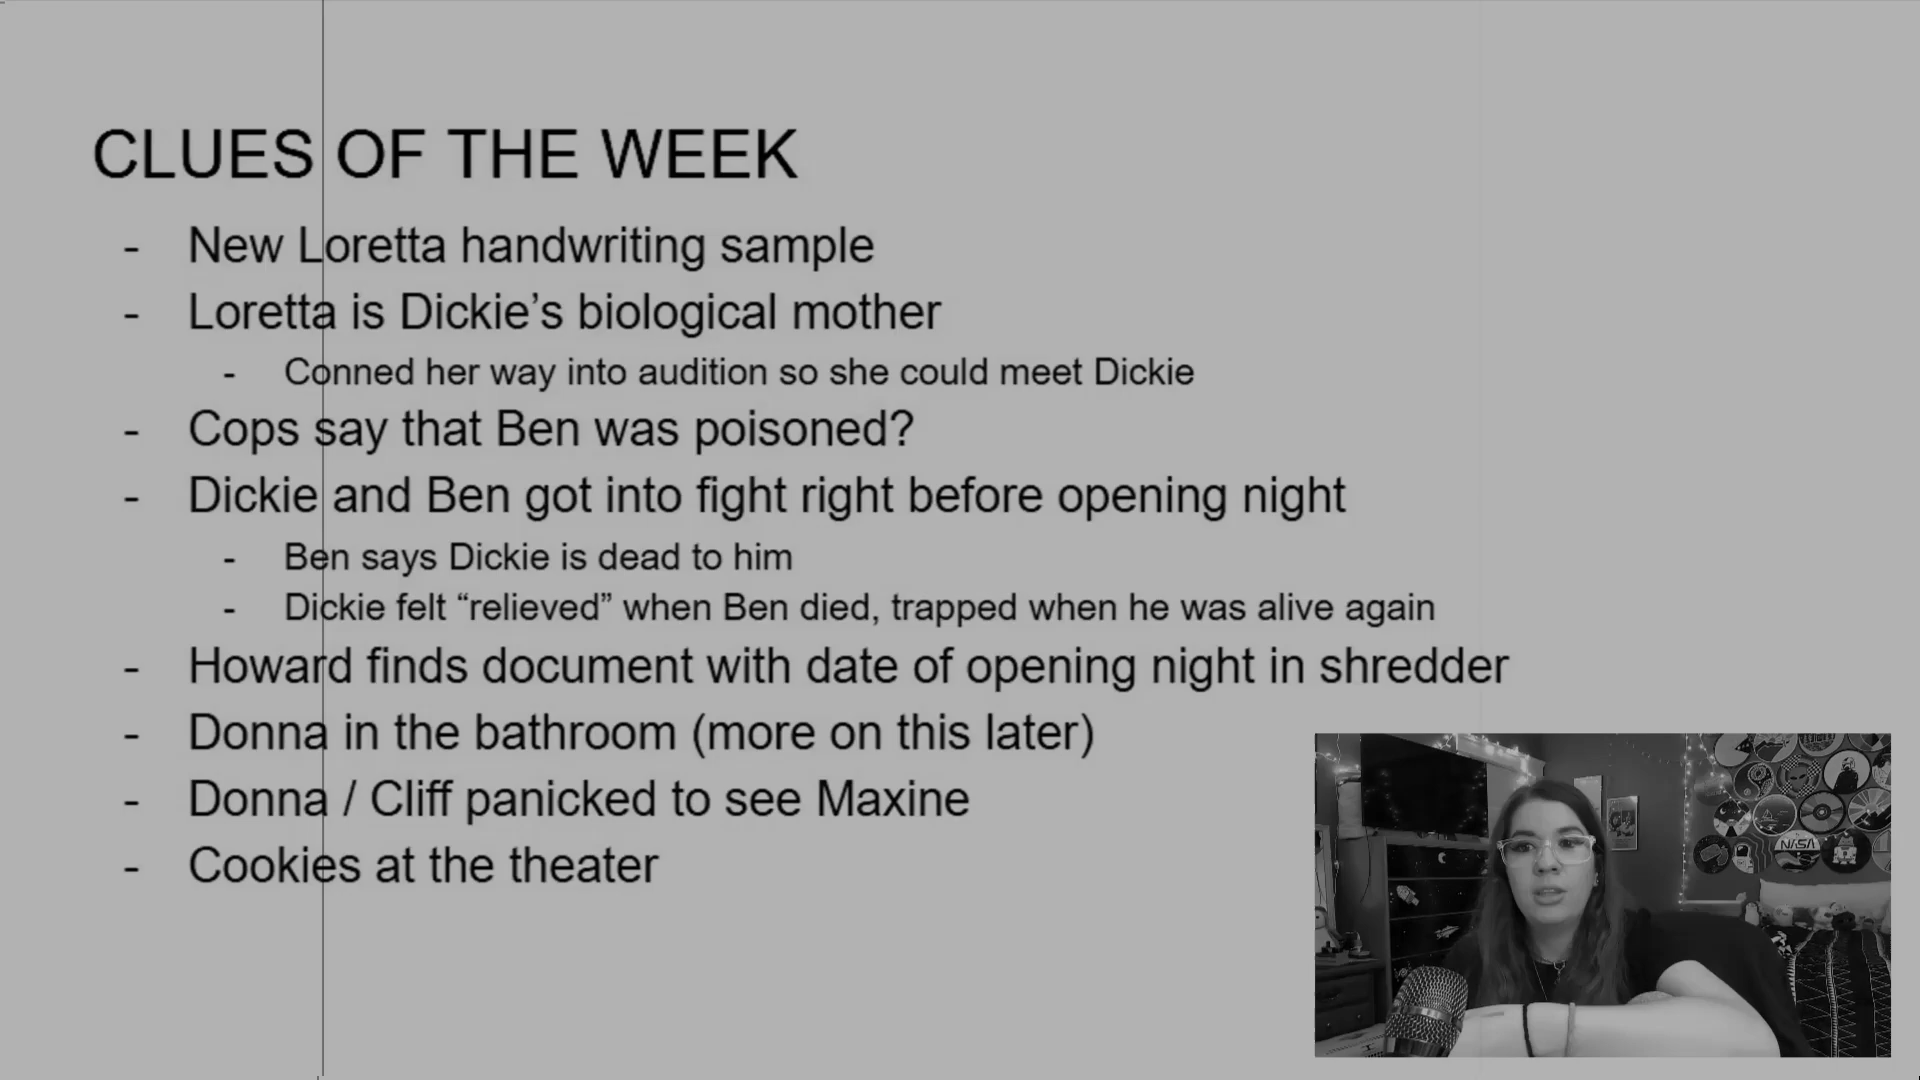 CLUES OF THE WEEK
- New Loretta handwriting sample
- Loretta is Dickie’s biological mother
- Conned her way into audition so she could meet Dickie
- Cops say that Ben was poisoned?
- Dickie and Ben got into fight right before opening night
- Ben says Dickie is dead to him
- Dickie felt “relieved” when Ben died, trapped when he was alive again
- Howard finds document with date of opening night in shredder
- Donna in the bathroom (more on this later)
- Donna / Cliff panicked to see Maxine
- Cookies at the theater
NASA